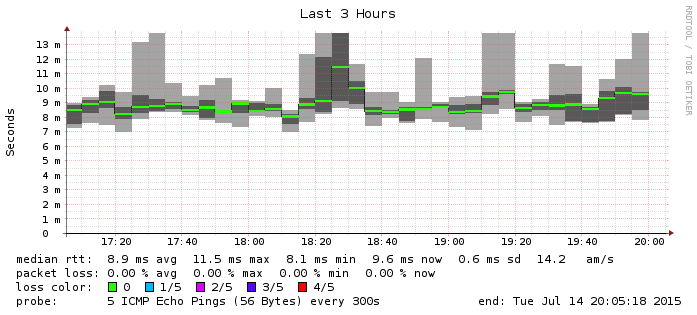 Last 3 Hours
RRDTOOL / TOBI OETIKER
Seconds
13 m
12 m
11 m
10 m
9 m
8 m
7 m
6 m
5 m
4 m
3 m
2 m
1 m
0
17:20 17:40 18:00 18:20 18:40 19:00 19:20 19:40 20:00
median rtt: 8.9 ms avg 11.5 ms max 8.1 ms min 9.6 ms now 0.6 ms sd 14.2 am/s
packet loss: 0.00 % avg 0.00 % max 0.00 % min 0.00 % now
loss color: 0 1/5 2/5 3/5 4/5
probe: 5 ICMP Echo Pings (56 Bytes) every 300s end: Tue Jul 14 20:05:18 2015